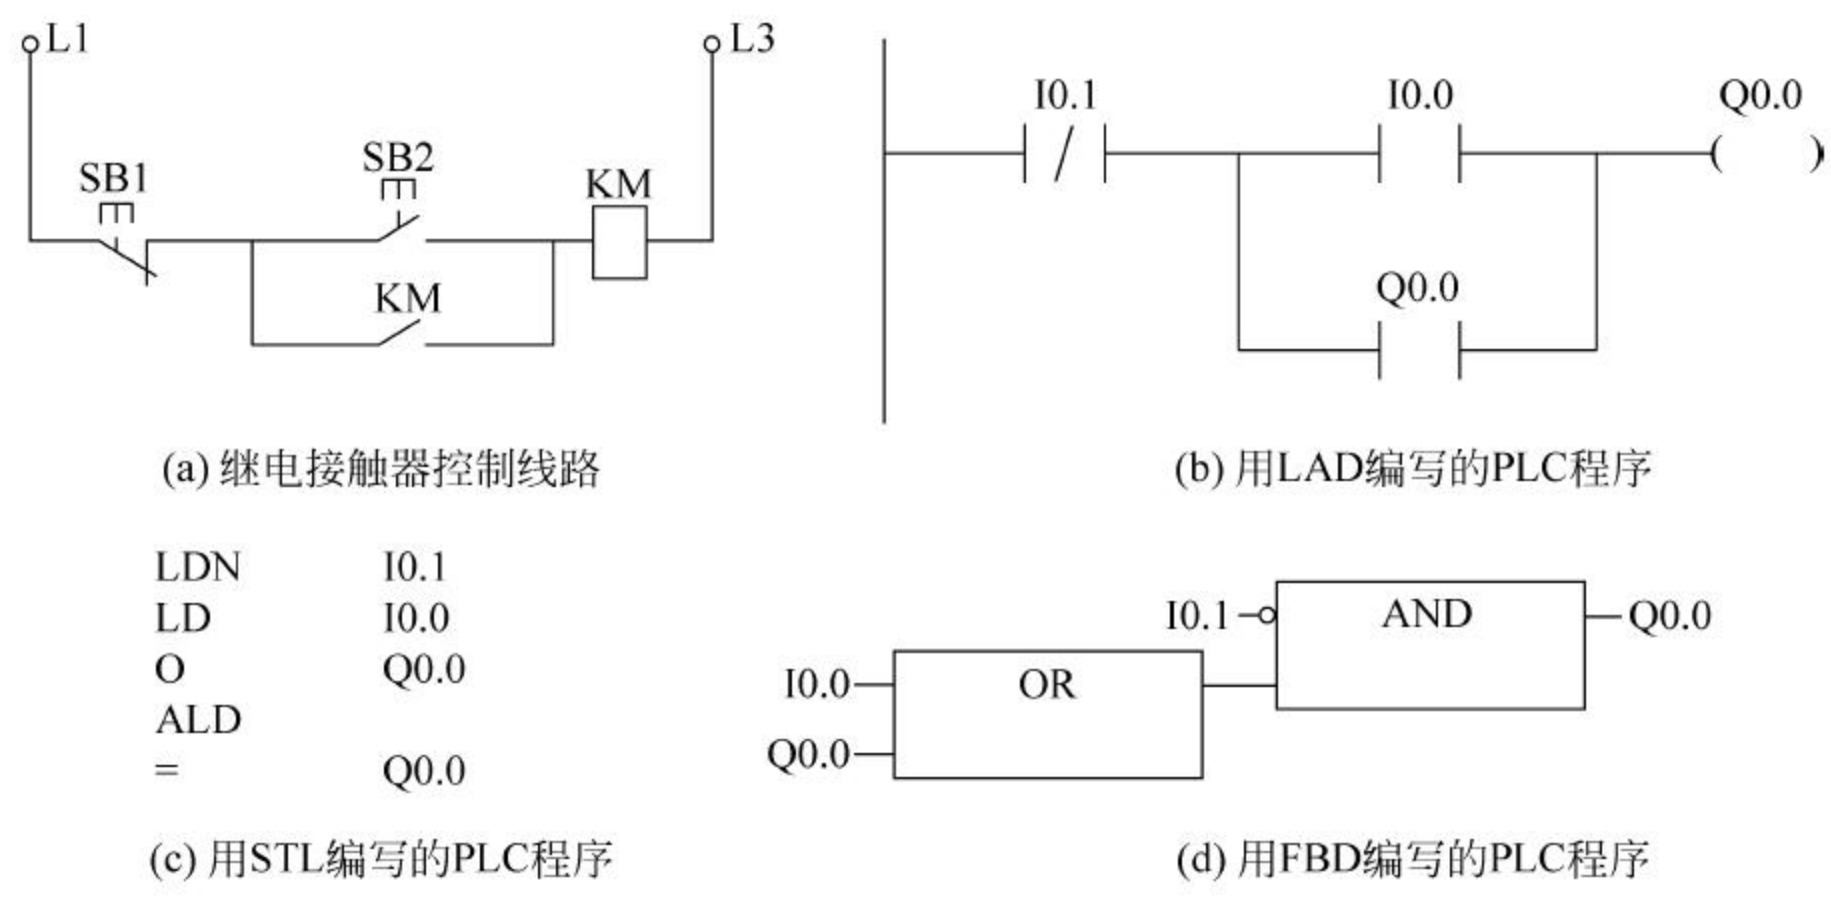 L1
L3
SB1
SB2
KM
KM
(a) 继电接触器控制线路
I0.1
I0.0
Q0.0
Q0.0
(b) 用LAD编写的PLC程序
LDN I0.1
LD I0.0
O Q0.0
ALD
= Q0.0
(c) 用STL编写的PLC程序
I0.1
AND
Q0.0
I0.0
OR
Q0.0
(d) 用FBD编写的PLC程序